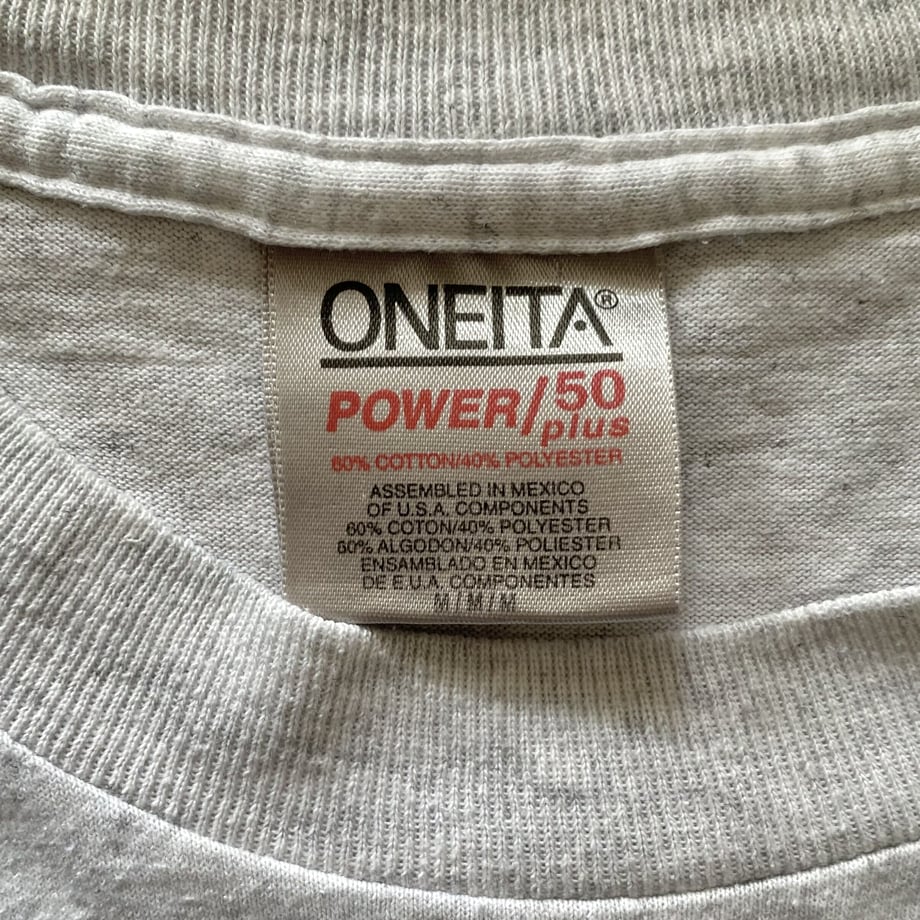 ONEITA®
POWER/50 plus
60% COTTON/40% POLYESTER
ASSEMBLED IN MEXICO
OF U.S.A. COMPONENTS
60% COTON/40% POLYESTER
60% ALGODON/40% POLIESTER
ENSAMBLADO EN MEXICO
DE E.U.A. COMPONENTES
M / M / M